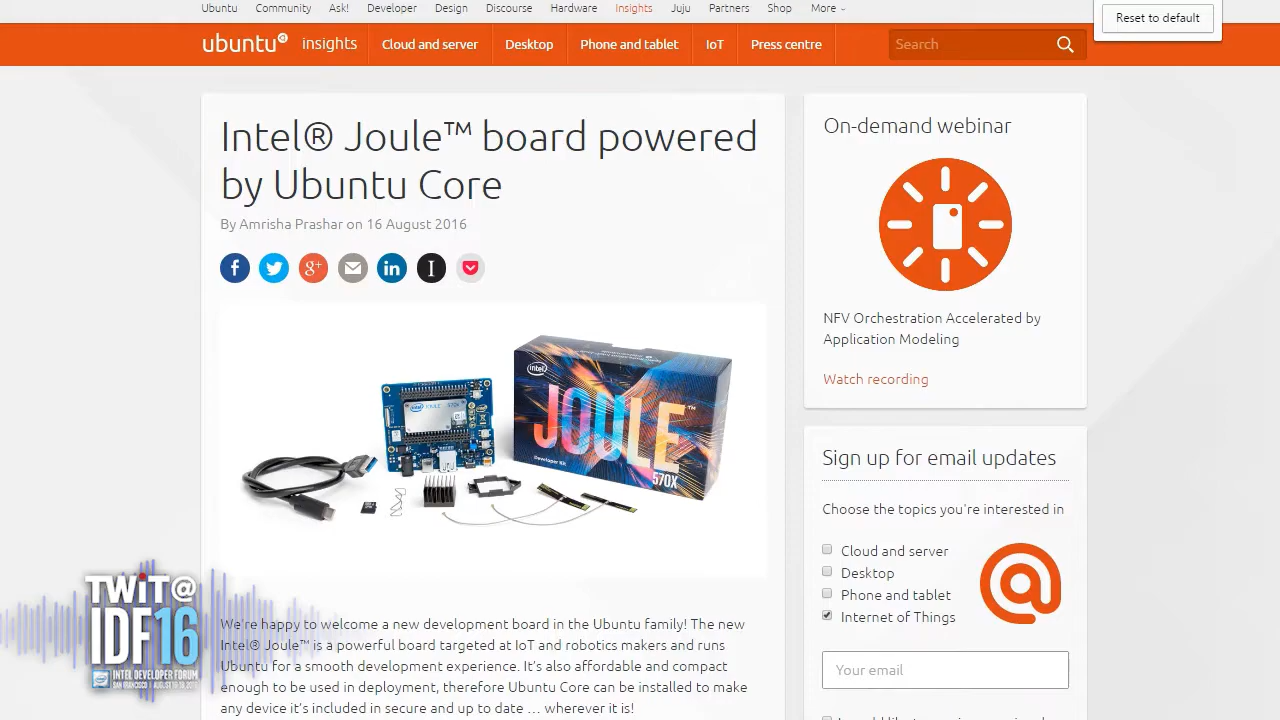 Ubuntu Community Ask! Developer Design Discourse Hardware Insights Juju Partners Shop More
Reset to default
ubuntu insights Cloud and server Desktop Phone and tablet IoT Press centre Search
Intel® Joule™ board powered
by Ubuntu Core
By Amrisha Prashar on 16 August 2016
intel
JOULE™
Developer Kit
570X
We're happy to welcome a new development board in the Ubuntu family! The new
Intel® Joule™ is a powerful board targeted at IoT and robotics makers and runs
Ubuntu for a smooth development experience. It's also affordable and compact
enough to be used in deployment, therefore Ubuntu Core can be installed to make
any device it's included in secure and up to date ... wherever it is!
On-demand webinar
NFV Orchestration Accelerated by
Application Modeling
Watch recording
Sign up for email updates
Choose the topics you're interested in
Cloud and server
Desktop
Phone and tablet
Internet of Things
Your email
TWiT@
IDF16
INTEL DEVELOPER FORUM